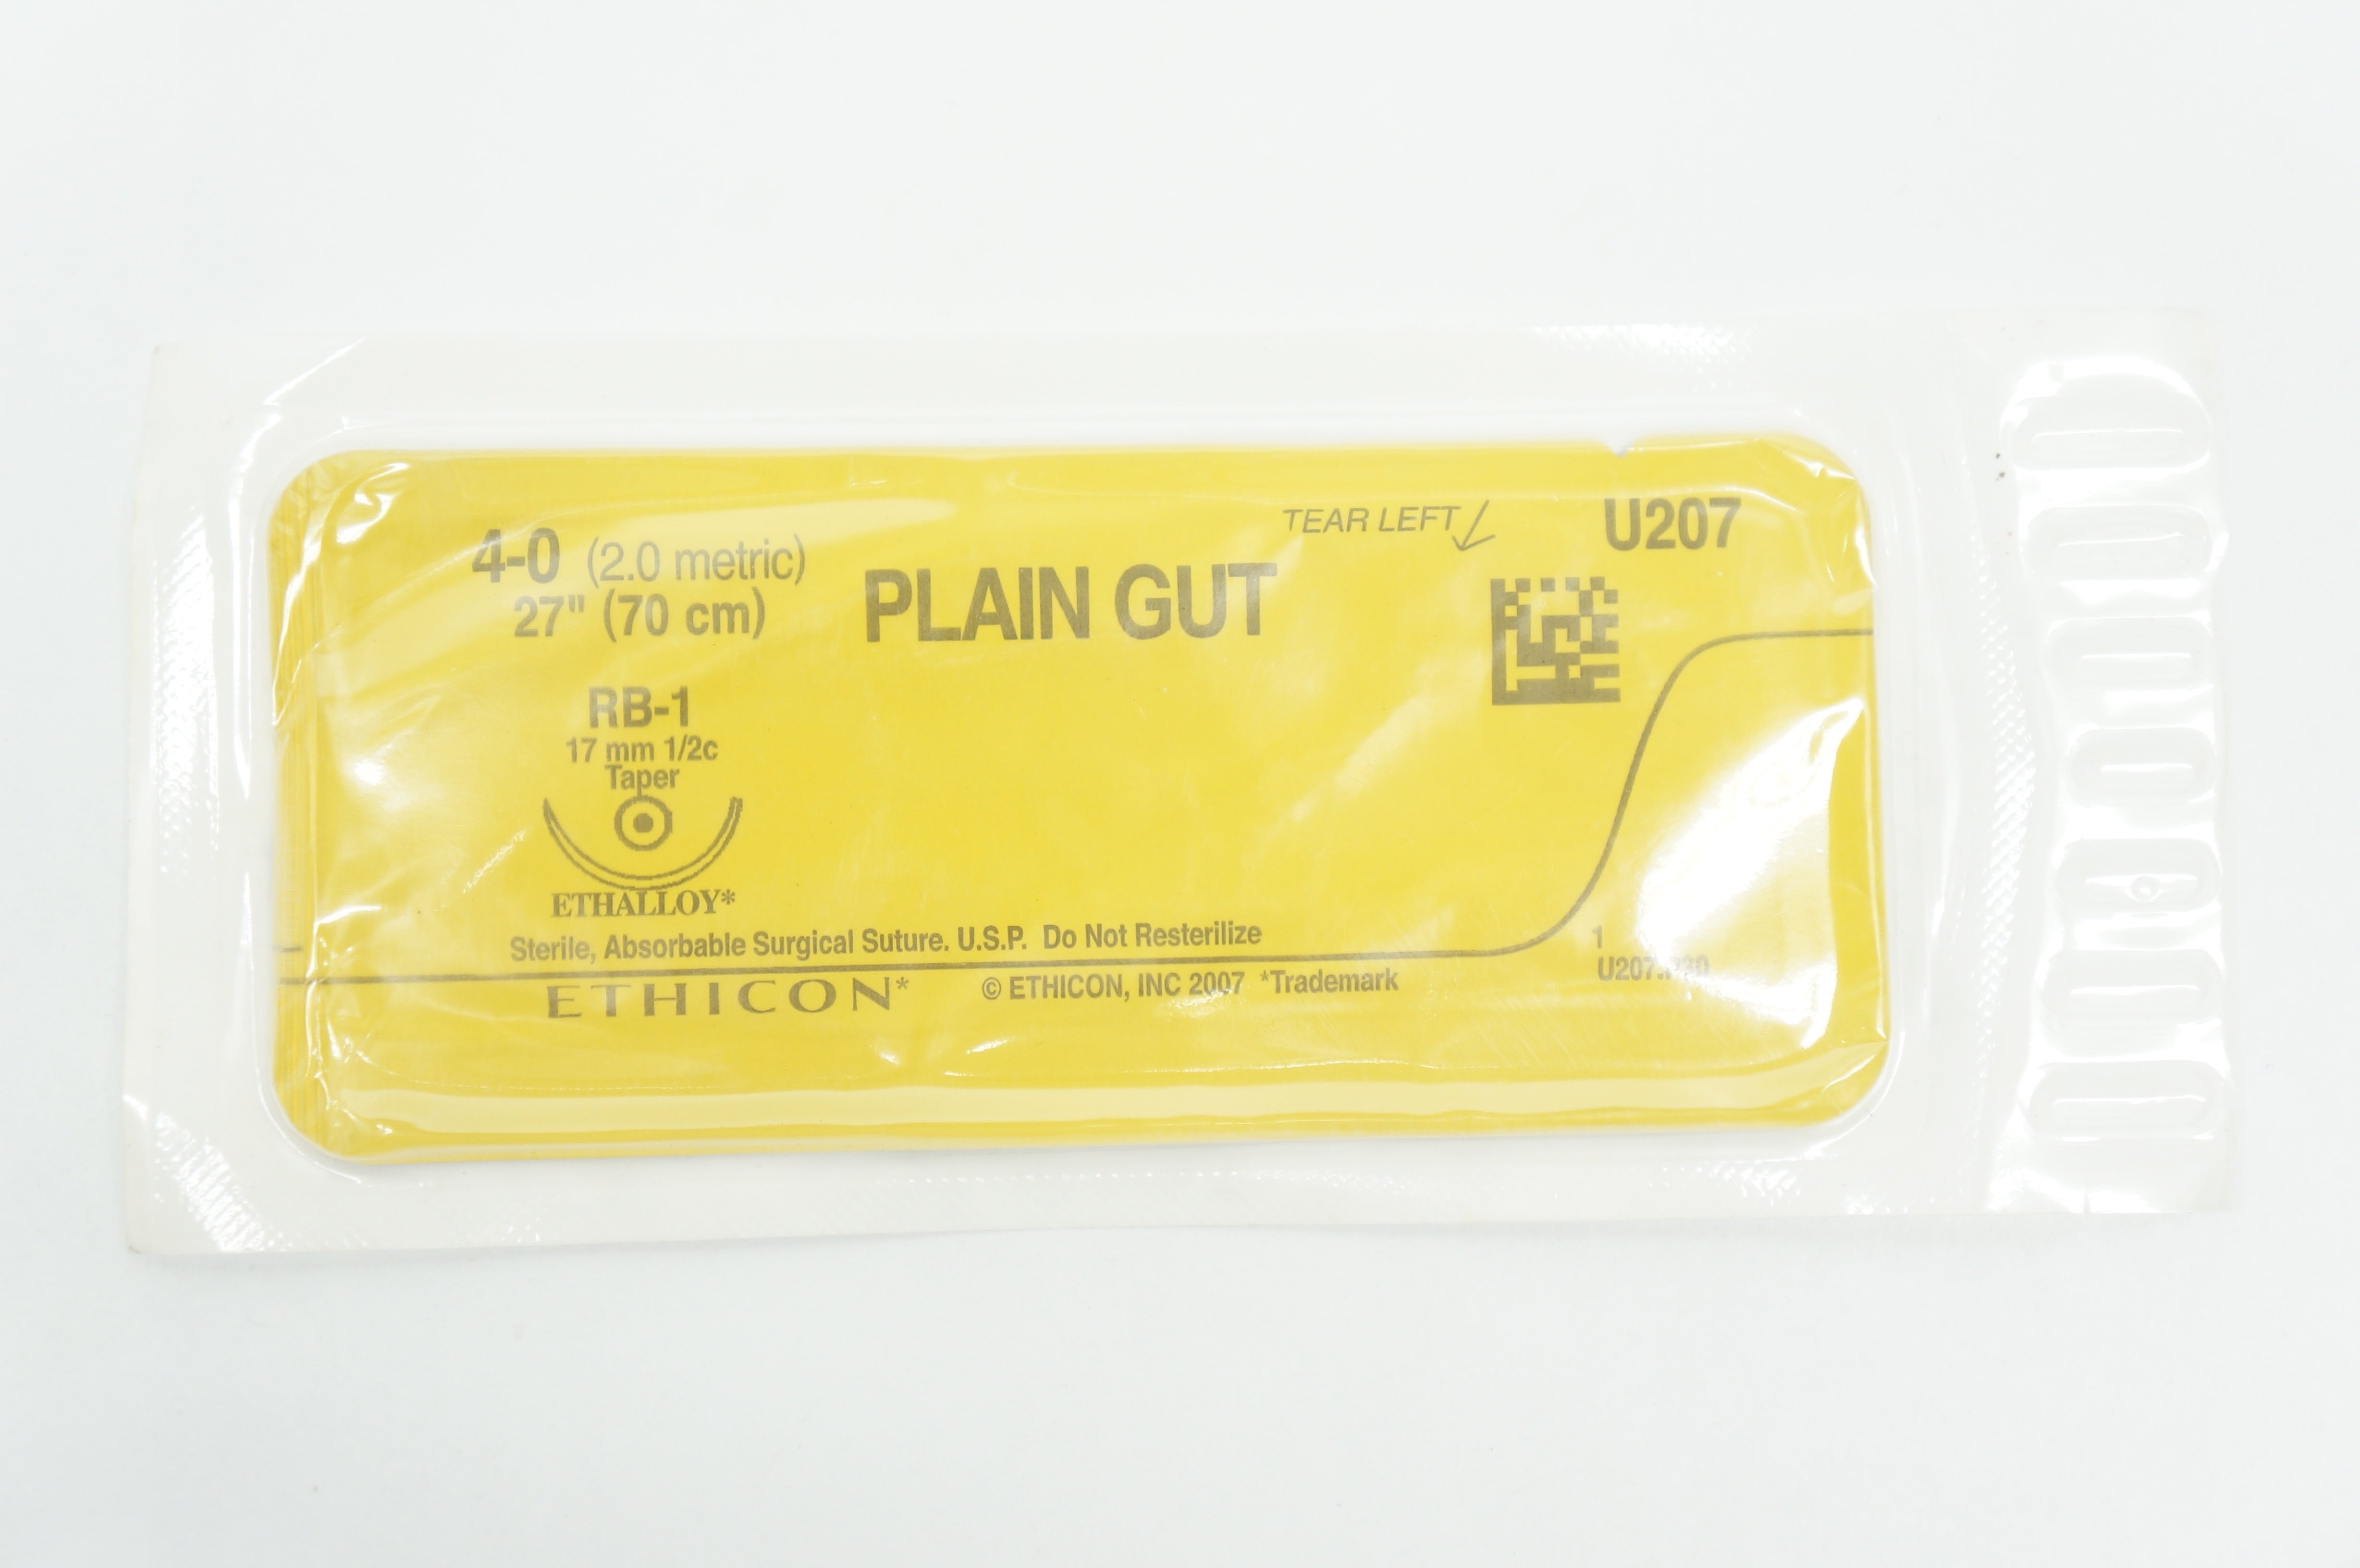 4-0 (2.0 metric)
27" (70 cm)
PLAIN GUT
TEAR LEFT
U207
RB-1
17 mm 1/2c
Taper
ETHALLOY*
Sterile, Absorbable Surgical Suture. U.S.P. Do Not Resterilize
ETHICON*
© ETHICON, INC 2007 *Trademark
1